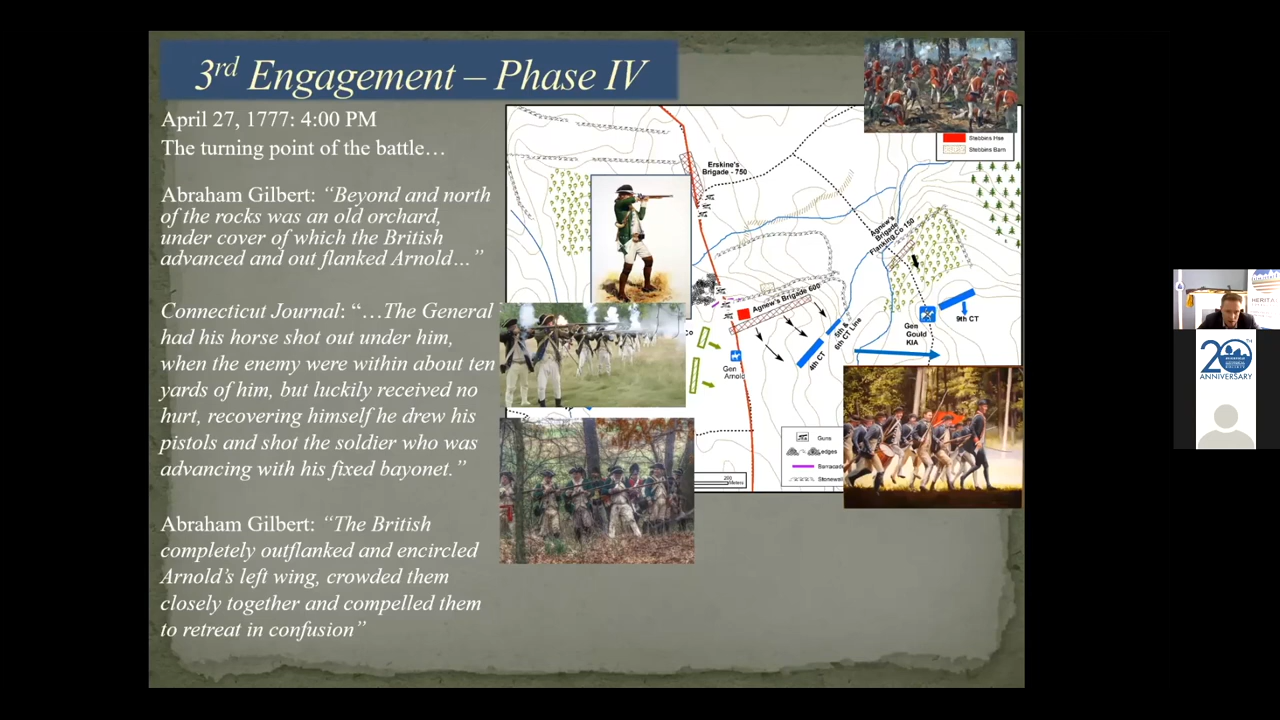 3rd Engagement – Phase IV
April 27, 1777: 4:00 PM
The turning point of the battle…
Abraham Gilbert: “Beyond and north
of the rocks was an old orchard,
under cover of which the British
advanced and out flanked Arnold…”
Connecticut Journal: “…The General
had his horse shot out under him,
when the enemy were within about ten
yards of him, but luckily received no
hurt, recovering himself he drew his
pistols and shot the soldier who was
advancing with his fixed bayonet.”
Abraham Gilbert: “The British
completely outflanked and encircled
Arnold’s left wing, crowded them
closely together and compelled them
to retreat in confusion”
Stebbins Hse
Stebbins Barn
Erskine's
Brigade - 750
Agnew's
Brigade
Flanking Co 150
Agnew's Brigade 600
9th CT
Gen
Gould
KIA
5th &
6th CT Line
4th CT
Gen
Arnold
Guns
Ledges
Barracade
Stonewall
200
Meters
HERITA
20TH
ANNIVERSARY